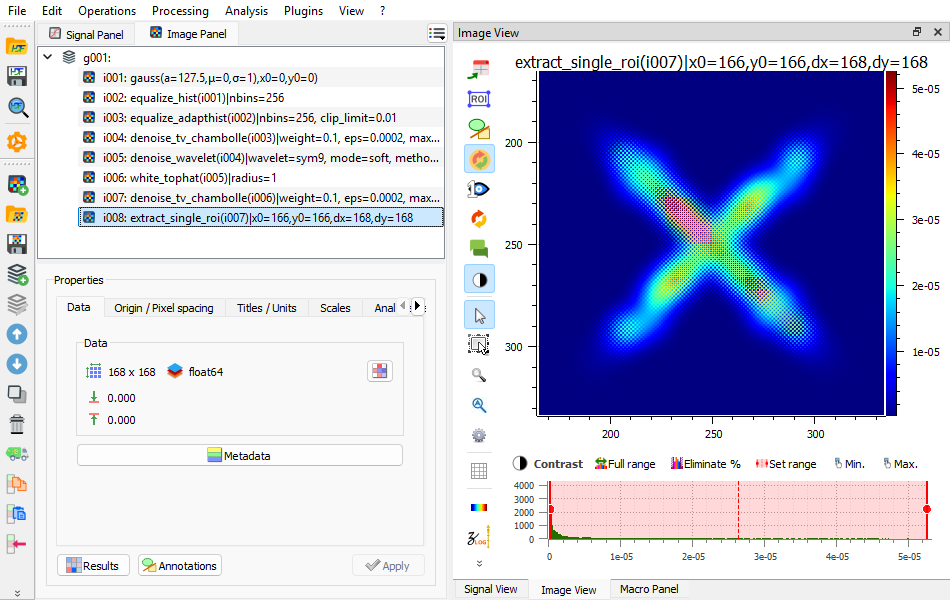 File Edit Operations Processing Analysis Plugins View ?
Signal Panel Image Panel
g001:
i001: gauss(a=127.5,μ=0,σ=1),x0=0,y0=0)
i002: equalize_hist(i001)|nbins=256
i003: equalize_adapthist(i002)|nbins=256, clip_limit=0.01
i004: denoise_tv_chambolle(i003)|weight=0.1, eps=0.0002, max...
i005: denoise_wavelet(i004)|wavelet=sym9, mode=soft, metho...
i006: white_tophat(i005)|radius=1
i007: denoise_tv_chambolle(i006)|weight=0.1, eps=0.0002, max...
i008: extract_single_roi(i007)|x0=166,y0=166,dx=168,dy=168
Properties
Data Origin / Pixel spacing Titles / Units Scales Anal
Data
168 x 168 float64
0.000
0.000
Metadata
Results Annotations Apply
Image View
ROI
LOG
extract_single_roi(i007)|x0=166,y0=166,dx=168,dy=168
200
250
300
200 250 300
5e-05
4e-05
3e-05
2e-05
1e-05
Contrast Full range Eliminate % Set range Min. Max.
4000
3000
2000
1000
0
0 1e-05 2e-05 3e-05 4e-05 5e-05
Signal View Image View Macro Panel